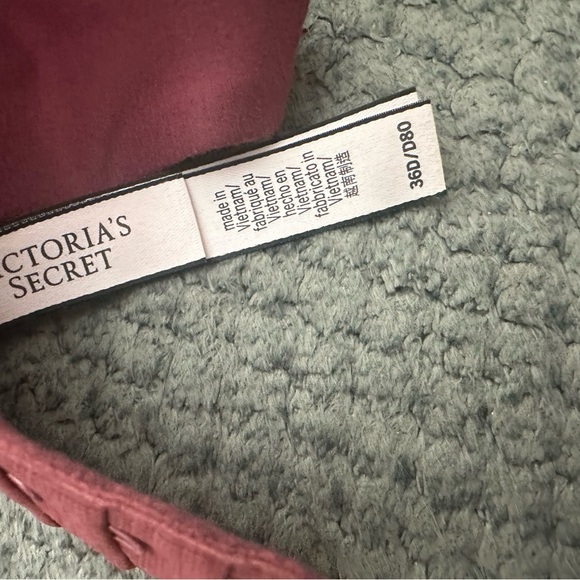 CTORIA'S
SECRET
made in
Vietnam/
fabriqué au
Vietnam/
hecho en
Vietnam/
fabricato in
Vietnam/
越南制造
36D/D80